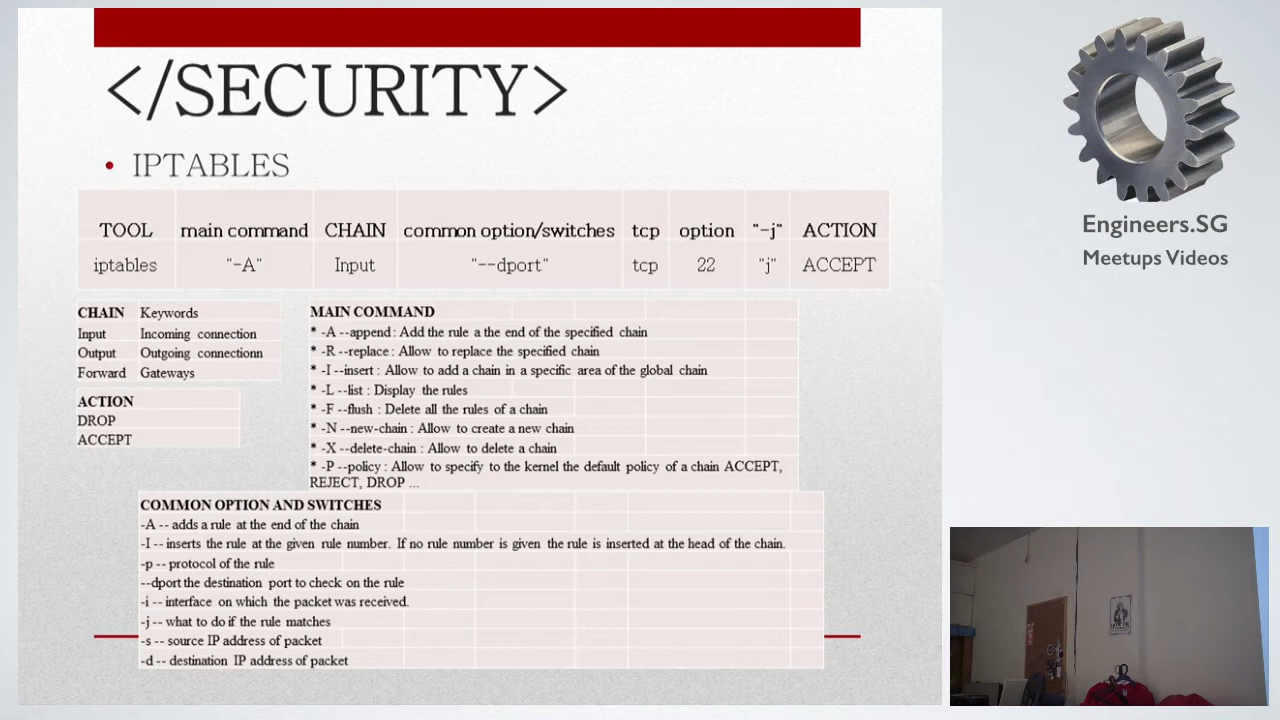 </SECURITY>
• IPTABLES
TOOL main command CHAIN common option/switches tcp option "-j" ACTION
iptables "-A" Input "--dport" tcp 22 "j" ACCEPT
CHAIN Keywords
Input Incoming connection
Output Outgoing connectionn
Forward Gateways
ACTION
DROP
ACCEPT
MAIN COMMAND
* -A --append : Add the rule a the end of the specified chain
* -R --replace : Allow to replace the specified chain
* -I --insert : Allow to add a chain in a specific area of the global chain
* -L --list : Display the rules
* -F --flush : Delete all the rules of a chain
* -N --new-chain : Allow to create a new chain
* -X --delete-chain : Allow to delete a chain
* -P --policy : Allow to specify to the kernel the default policy of a chain ACCEPT,
REJECT, DROP ...
COMMON OPTION AND SWITCHES
-A -- adds a rule at the end of the chain
-I -- inserts the rule at the given rule number. If no rule number is given the rule is inserted at the head of the chain.
-p -- protocol of the rule
--dport the destination port to check on the rule
-i -- interface on which the packet was received.
-j -- what to do if the rule matches
-s -- source IP address of packet
-d -- destination IP address of packet
Engineers.SG
Meetups Videos